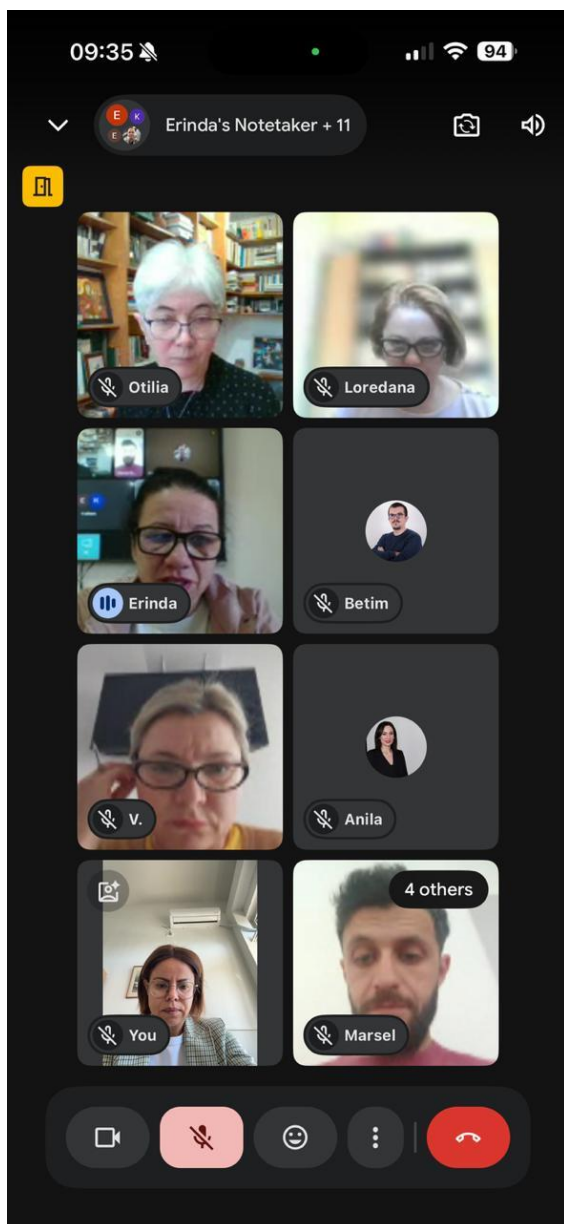 09:35
94
E K
E
Erinda's Notetaker + 11
Otilia
Loredana
Erinda
Betim
V.
Anila
4 others
You
Marsel